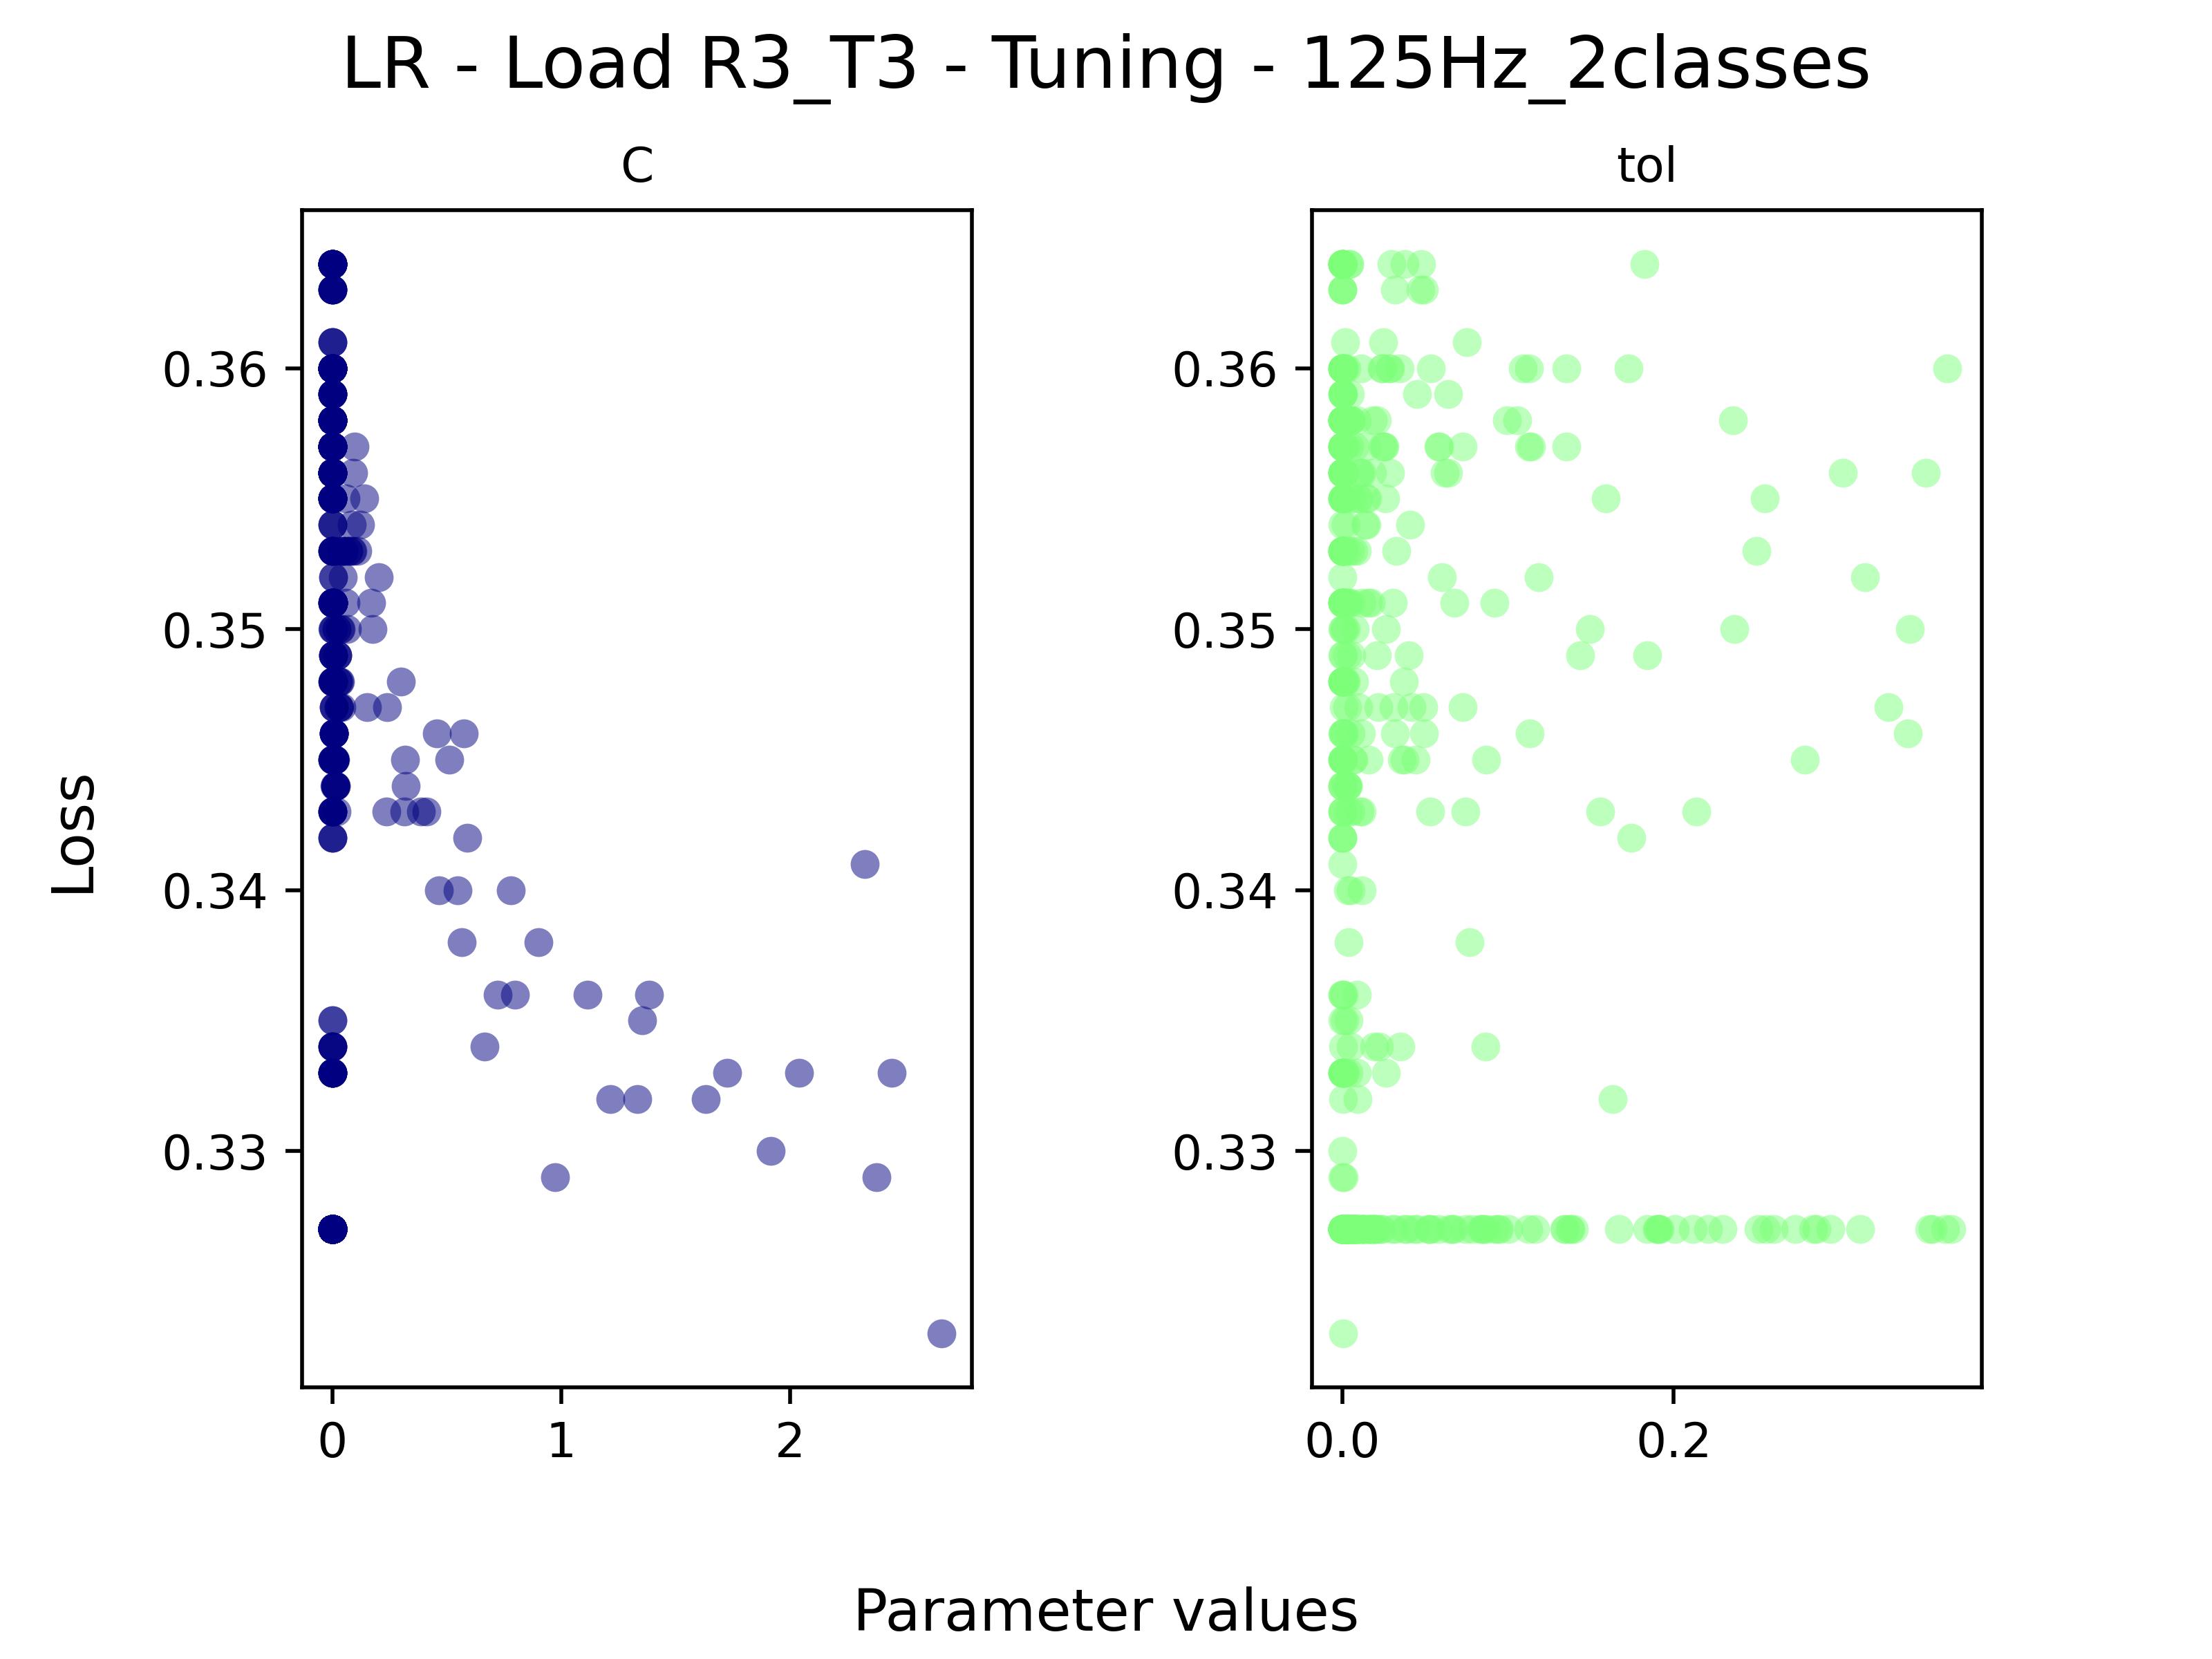 LR - Load R3_T3 - Tuning - 125Hz_2classes
C
tol
0.36
0.35
0.34
0.33
0.36
0.35
0.34
0.33
Loss
0
1
2
0.0
0.2
Parameter values